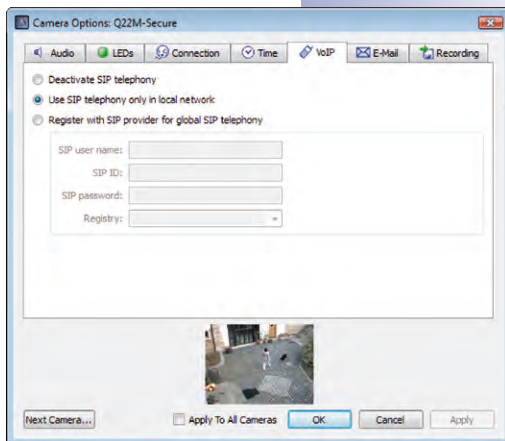 Camera Options: Q22M-Secure
Audio LEDs Connection Time VoIP E-Mail Recording
Deactivate SIP telephony
Use SIP telephony only in local network
Register with SIP provider for global SIP telephony
SIP user name:
SIP ID:
SIP password:
Registry:
Next Camera... Apply To All Cameras OK Cancel Apply